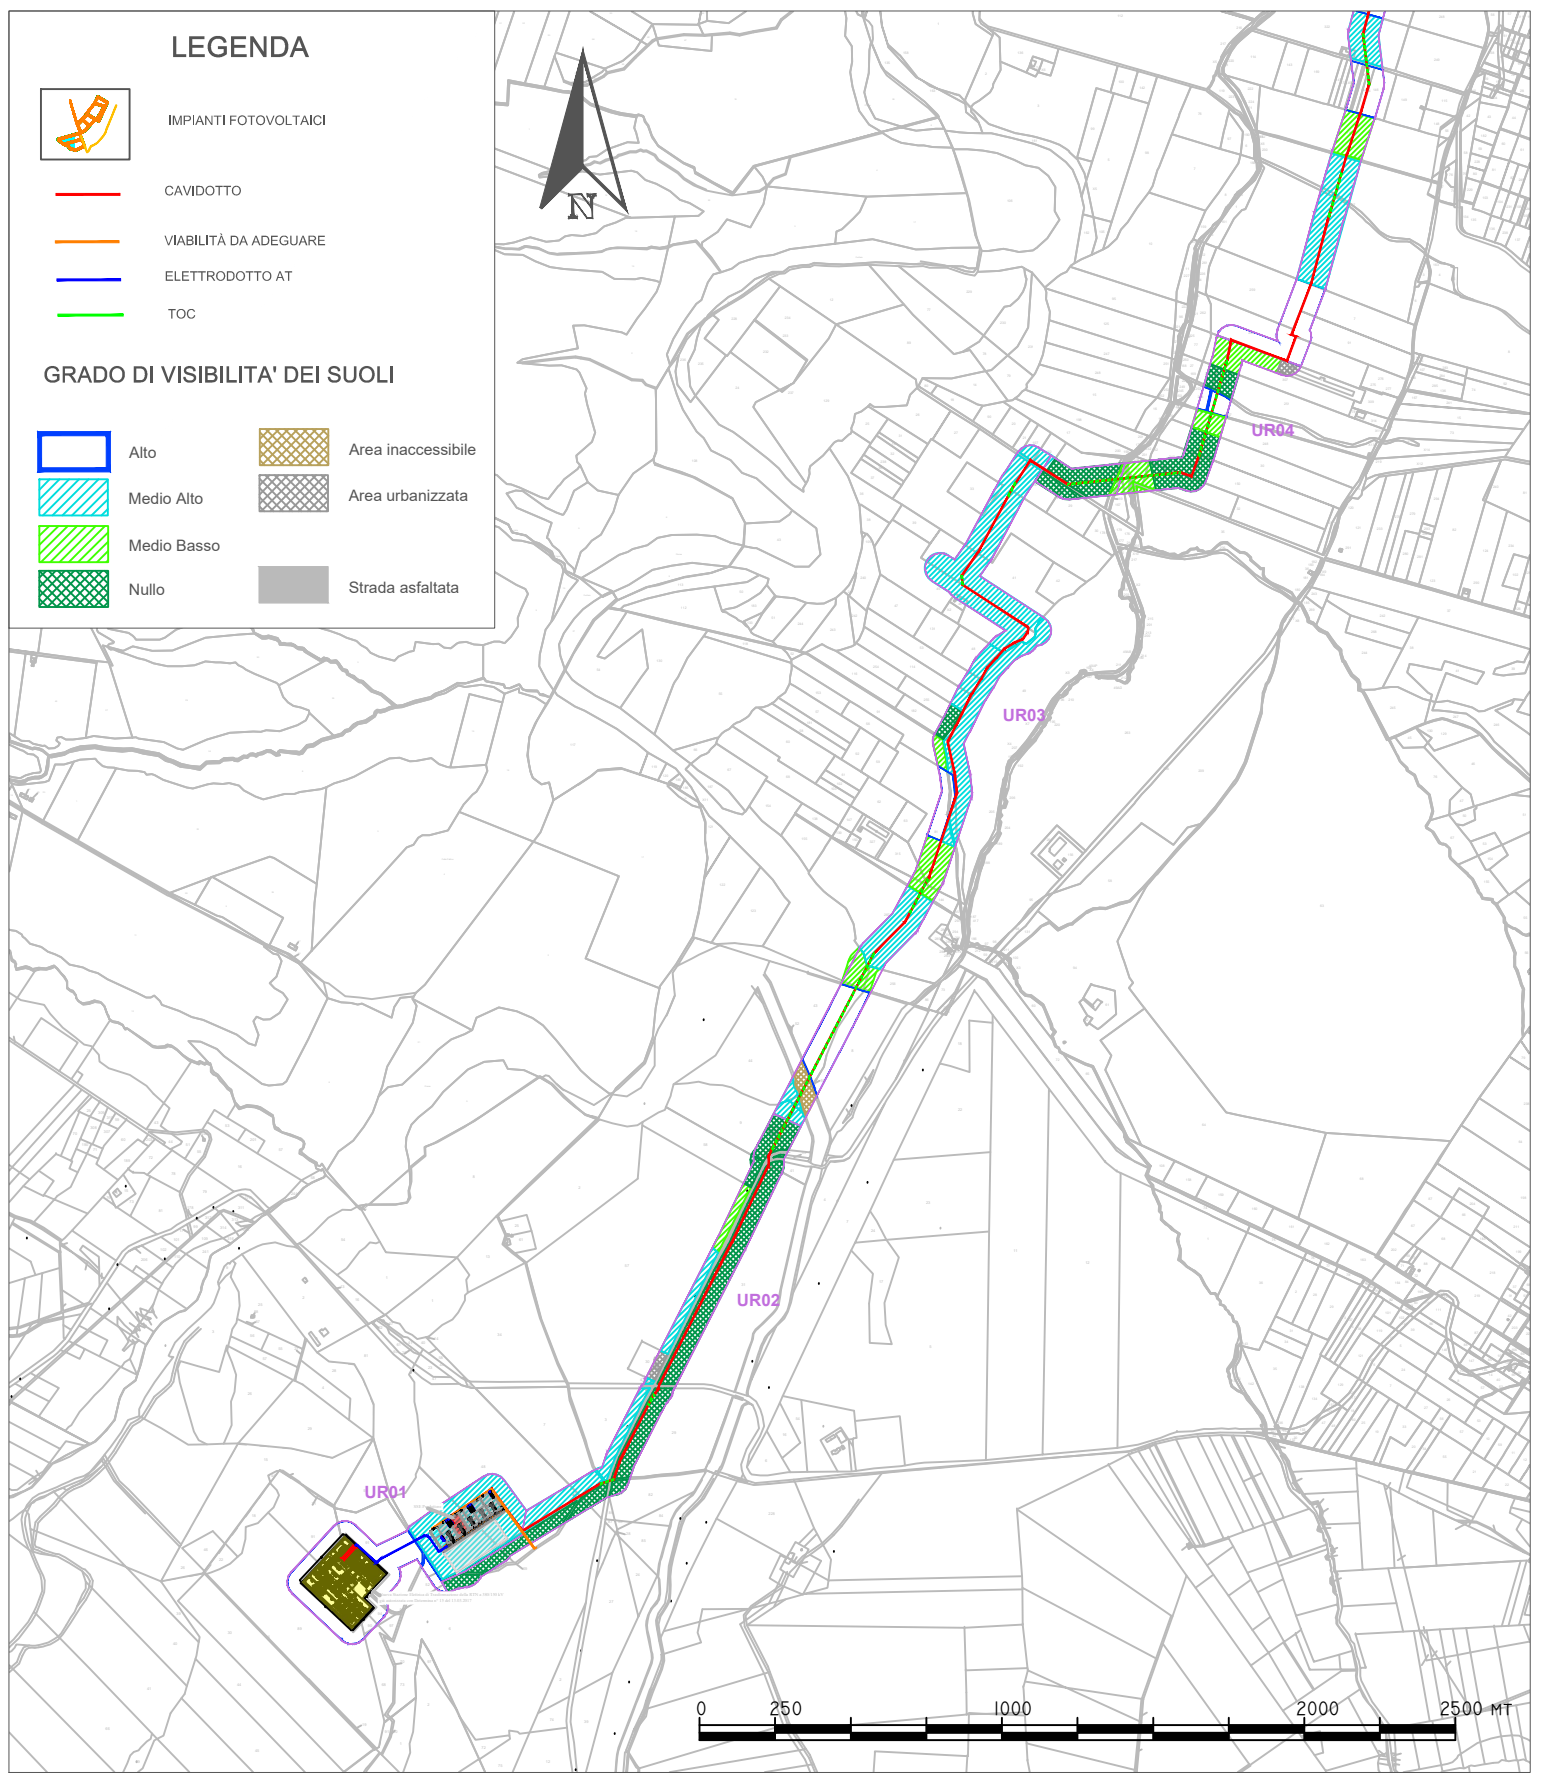 LEGENDA
IMPIANTI FOTOVOLTAICI
CAVIDOTTO
VIABILITÀ DA ADEGUARE
ELETTRODOTTO AT
TOC
GRADO DI VISIBILITA' DEI SUOLI
Alto
Medio Alto
Medio Basso
Nullo
Area inaccessibile
Area urbanizzata
Strada asfaltata
N
UR04
UR03
UR02
UR01
0 250 1000 2000 2500 MT